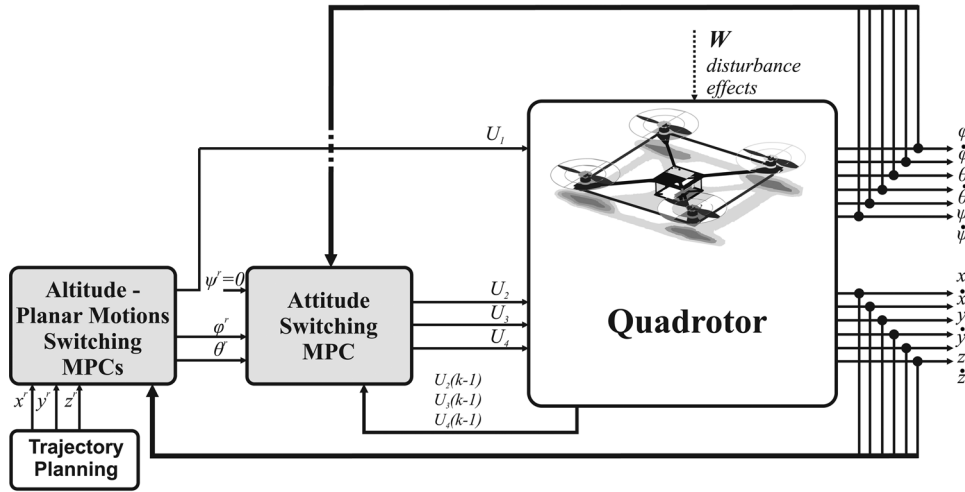 W
disturbance
effects
U₁
φ
φ̇
θ
θ̇
ψ
ψ̇
Altitude -
Planar Motions
Switching
MPCs
ψʳ=0
φʳ
θʳ
Attitude
Switching
MPC
U₂
U₃
U₄
Quadrotor
x
ẋ
y
ẏ
z
ż
U₂(k-1)
U₃(k-1)
U₄(k-1)
xʳ yʳ zʳ
Trajectory
Planning